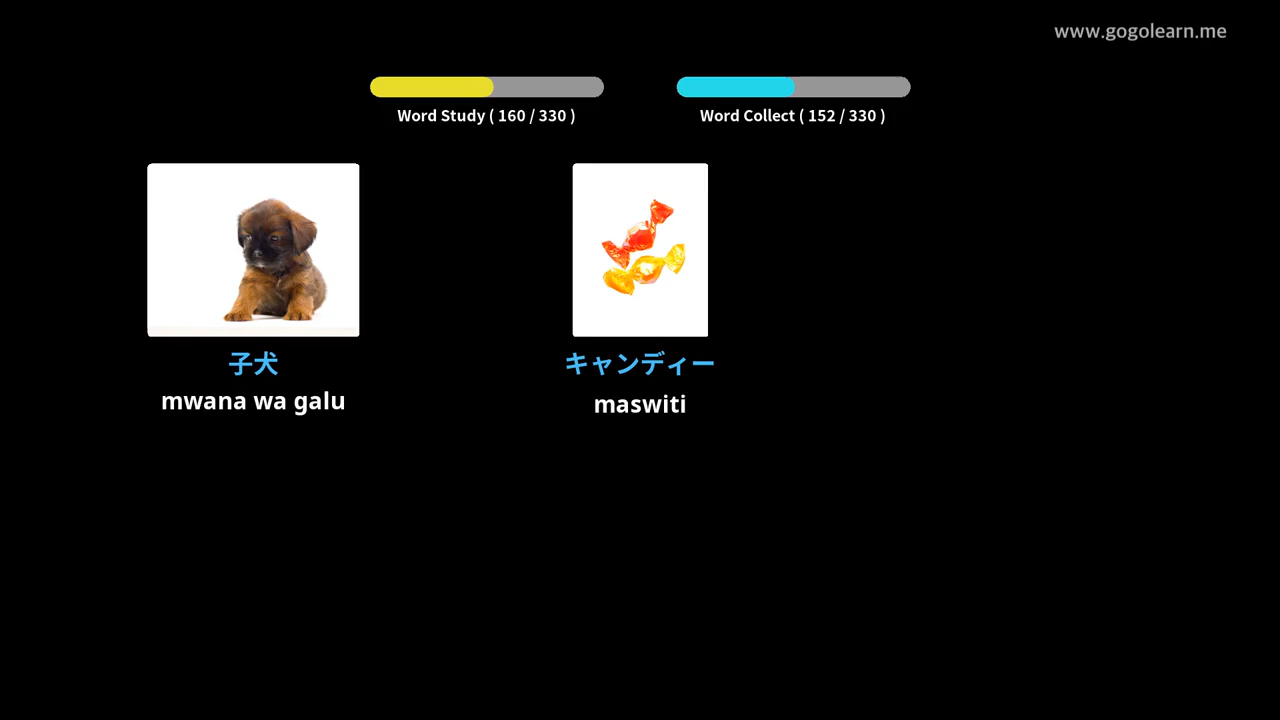 www.gogolearn.me
Word Study ( 160 / 330 )
Word Collect ( 152 / 330 )
子犬
mwana wa galu
キャンディー
maswiti